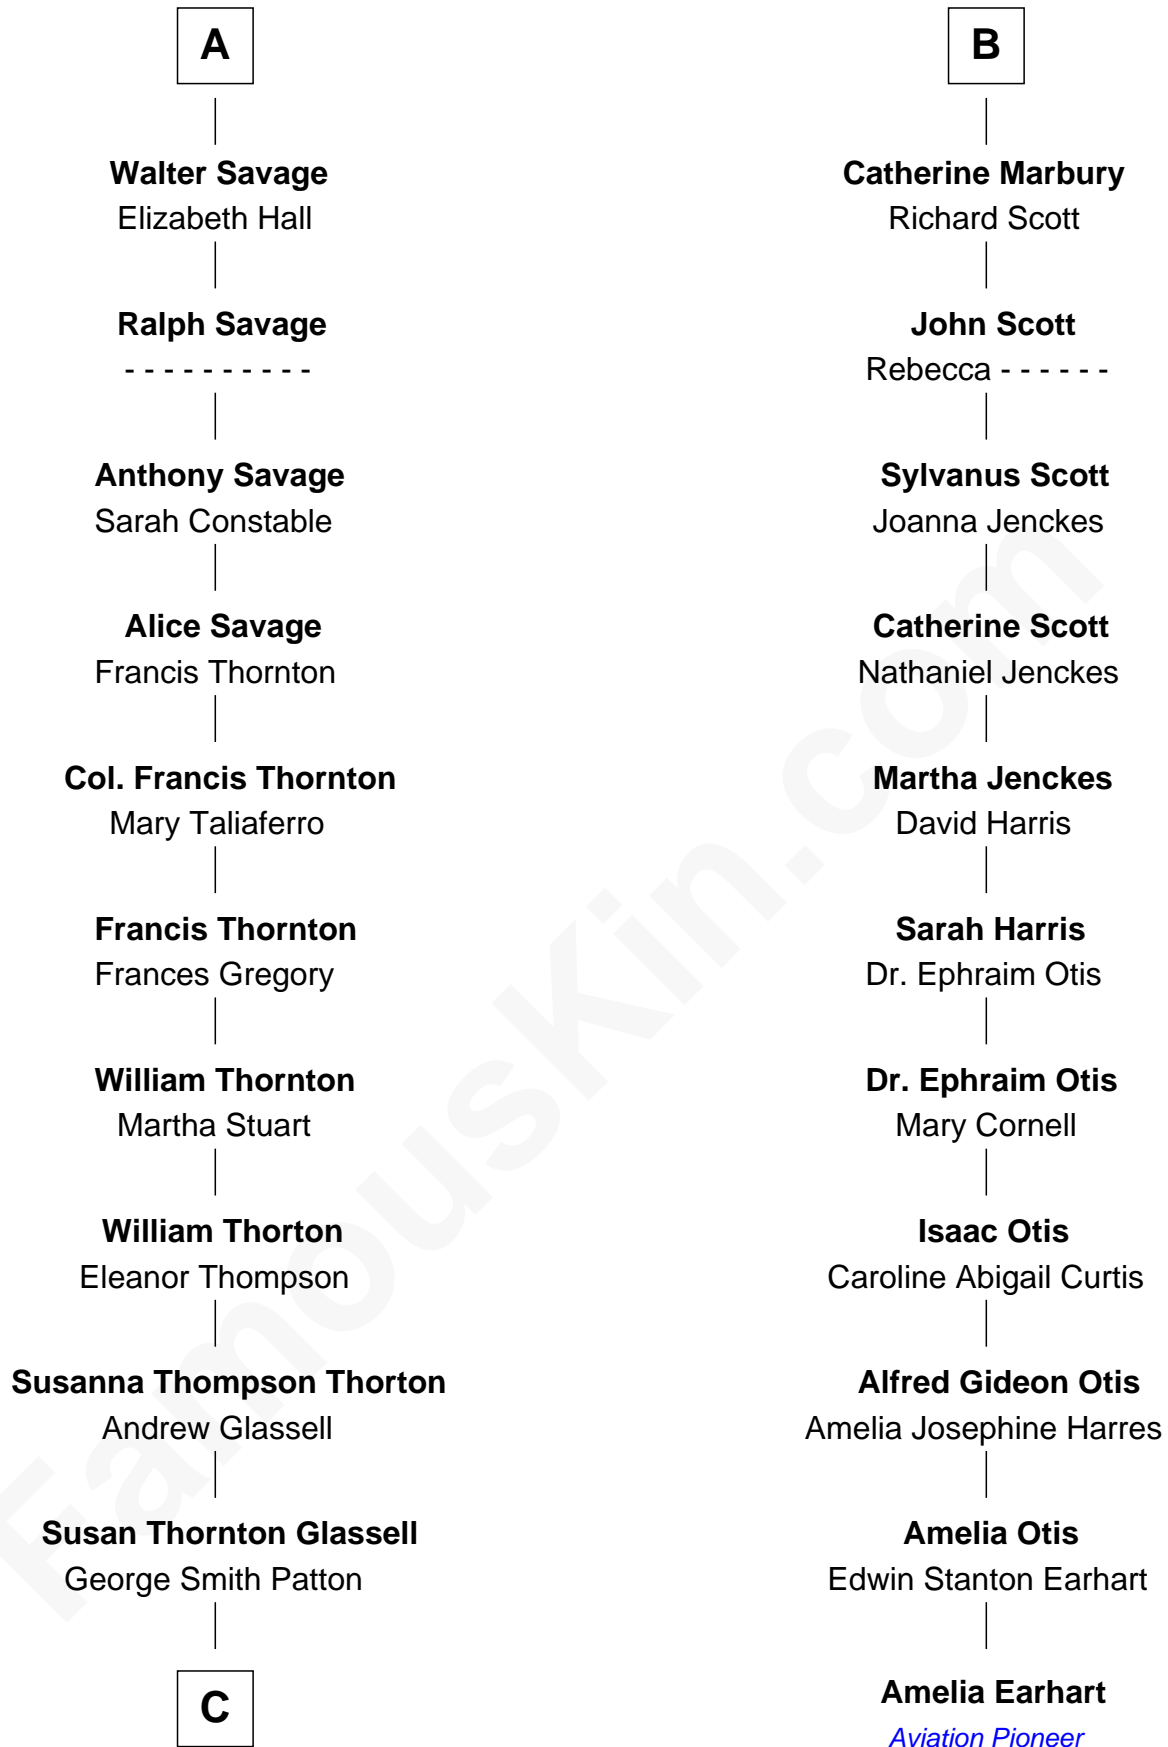 A
Walter Savage
Elizabeth Hall
Ralph Savage
- - - - - - - - - -
Anthony Savage
Sarah Constable
Alice Savage
Francis Thornton
Col. Francis Thornton
Mary Taliaferro
Francis Thornton
Frances Gregory
William Thornton
Martha Stuart
William Thorton
Eleanor Thompson
Susanna Thompson Thorton
Andrew Glassell
Susan Thornton Glassell
George Smith Patton
C
B
Catherine Marbury
Richard Scott
John Scott
Rebecca - - - - - -
Sylvanus Scott
Joanna Jenckes
Catherine Scott
Nathaniel Jenckes
Martha Jenckes
David Harris
Sarah Harris
Dr. Ephraim Otis
Dr. Ephraim Otis
Mary Cornell
Isaac Otis
Caroline Abigail Curtis
Alfred Gideon Otis
Amelia Josephine Harres
Amelia Otis
Edwin Stanton Earhart
Amelia Earhart
Aviation Pioneer
FamousKin.com